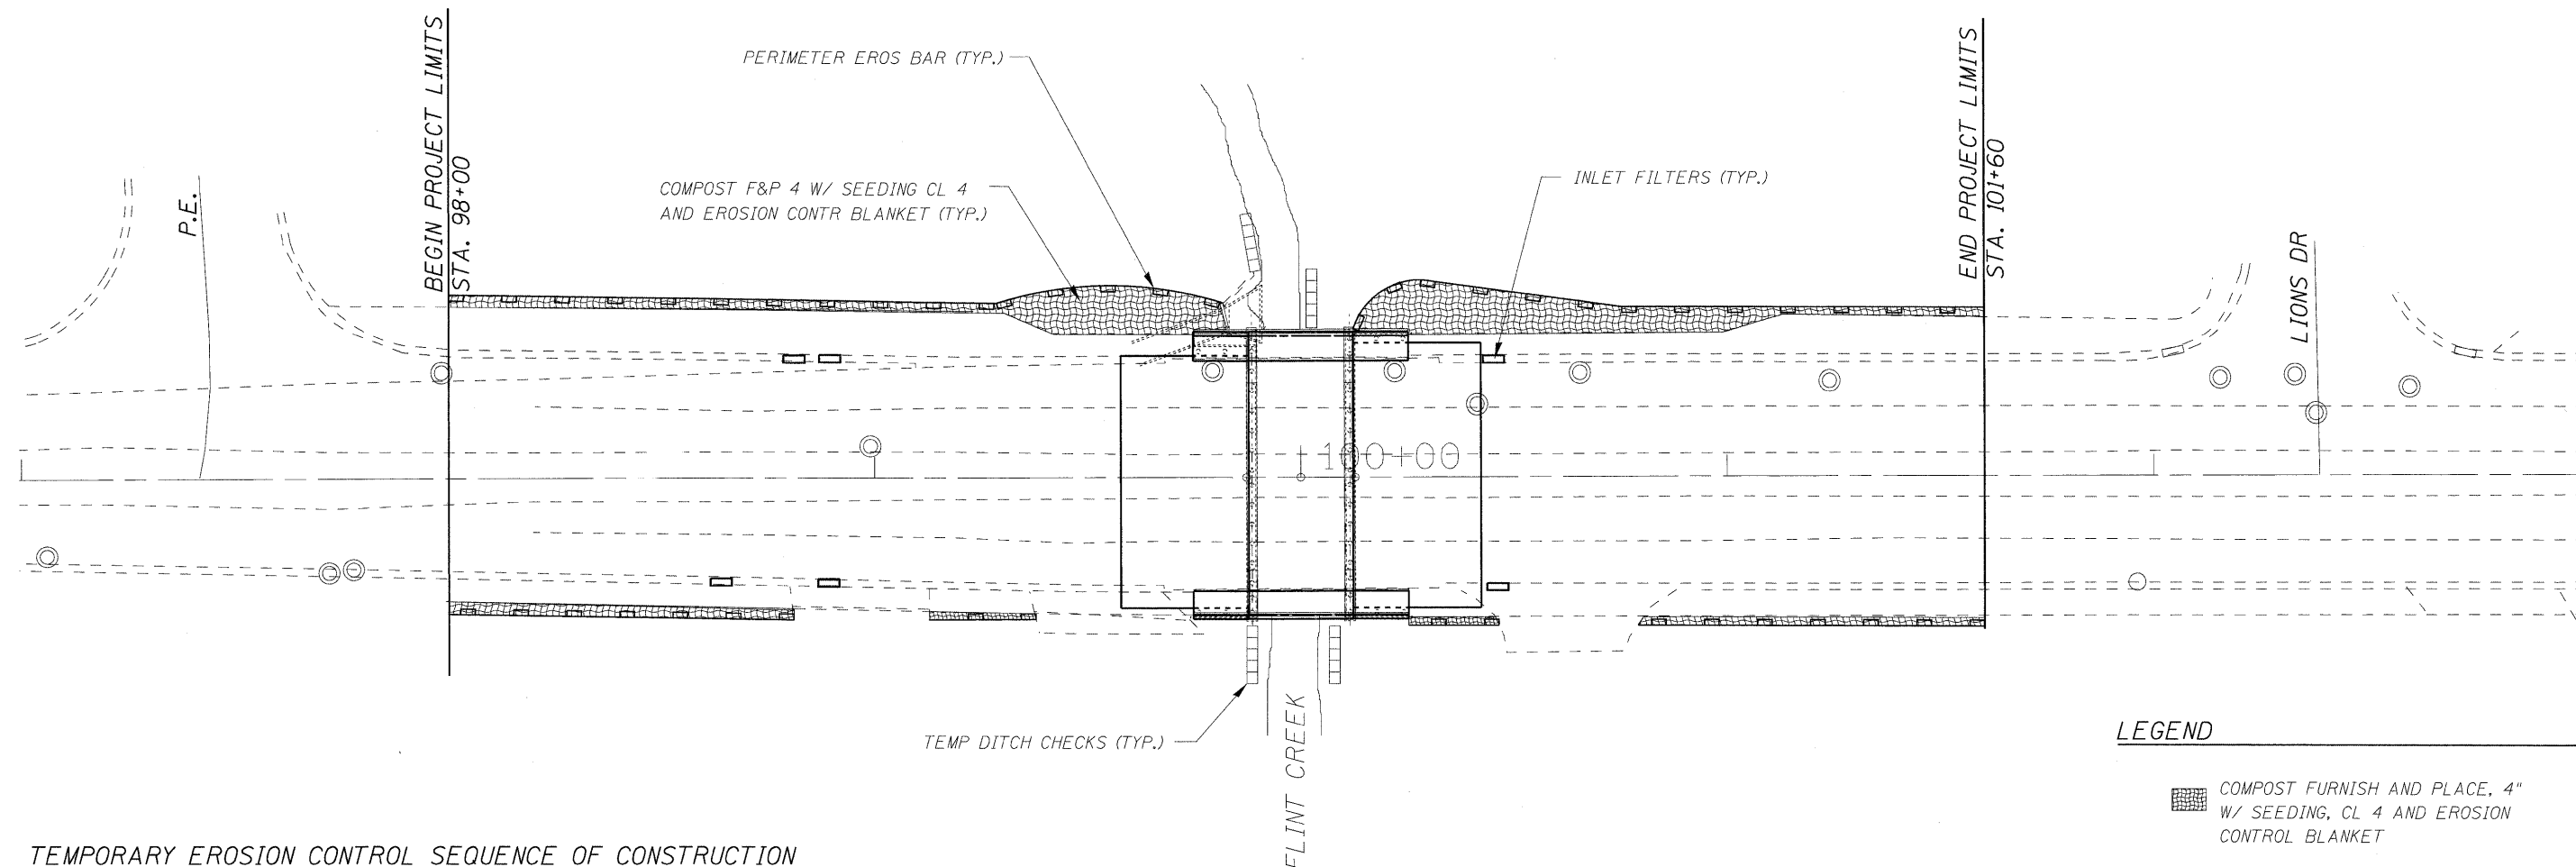 PERIMETER EROS BAR (TYP.)
BEGIN PROJECT LIMITS
STA. 98+00
END PROJECT LIMITS
STA. 101+60
P.E.
COMPOST F&P 4 W/ SEEDING CL 4
AND EROSION CONTR BLANKET (TYP.)
INLET FILTERS (TYP.)
LIONS DR
100+00
TEMP DITCH CHECKS (TYP.)
FLINT CREEK
LEGEND
COMPOST FURNISH AND PLACE, 4"
W/ SEEDING, CL 4 AND EROSION
CONTROL BLANKET
TEMPORARY EROSION CONTROL SEQUENCE OF CONSTRUCTION